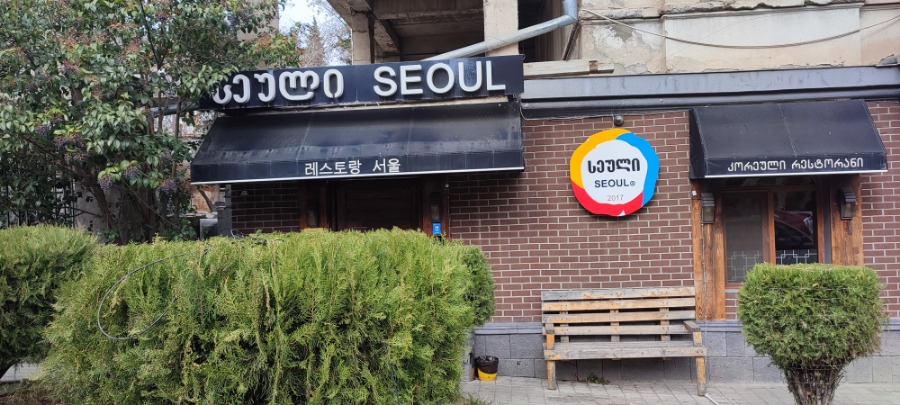 სეული SEOUL
레스토랑 서울
სეული
SEOUL®
2017
კორეული რესტორანი